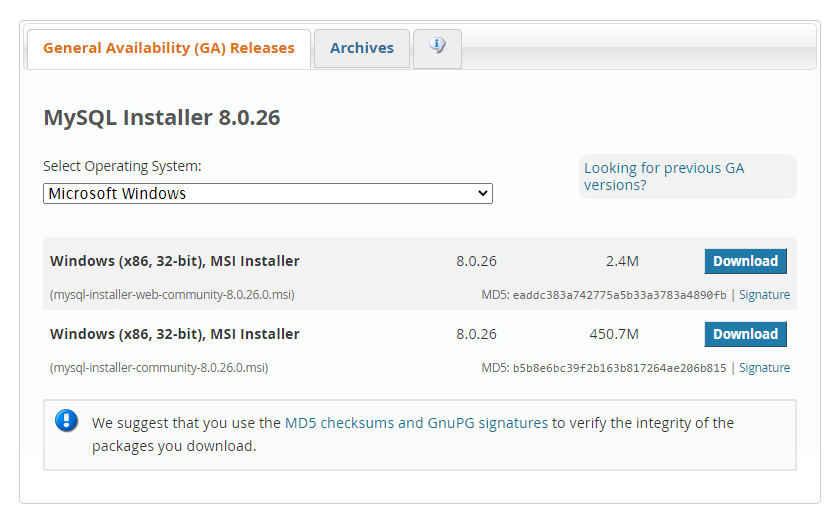 General Availability (GA) Releases
Archives
MySQL Installer 8.0.26
Select Operating System:
Looking for previous GA
versions?
Microsoft Windows
Windows (x86, 32-bit), MSI Installer 8.0.26 2.4M Download
(mysql-installer-web-community-8.0.26.0.msi) MD5: eaddc383a742775a5b33a3783a4890fb | Signature
Windows (x86, 32-bit), MSI Installer 8.0.26 450.7M Download
(mysql-installer-community-8.0.26.0.msi) MD5: b5b8e6bc39f2b163b817264ae206b815 | Signature
We suggest that you use the MD5 checksums and GnuPG signatures to verify the integrity of the
packages you download.